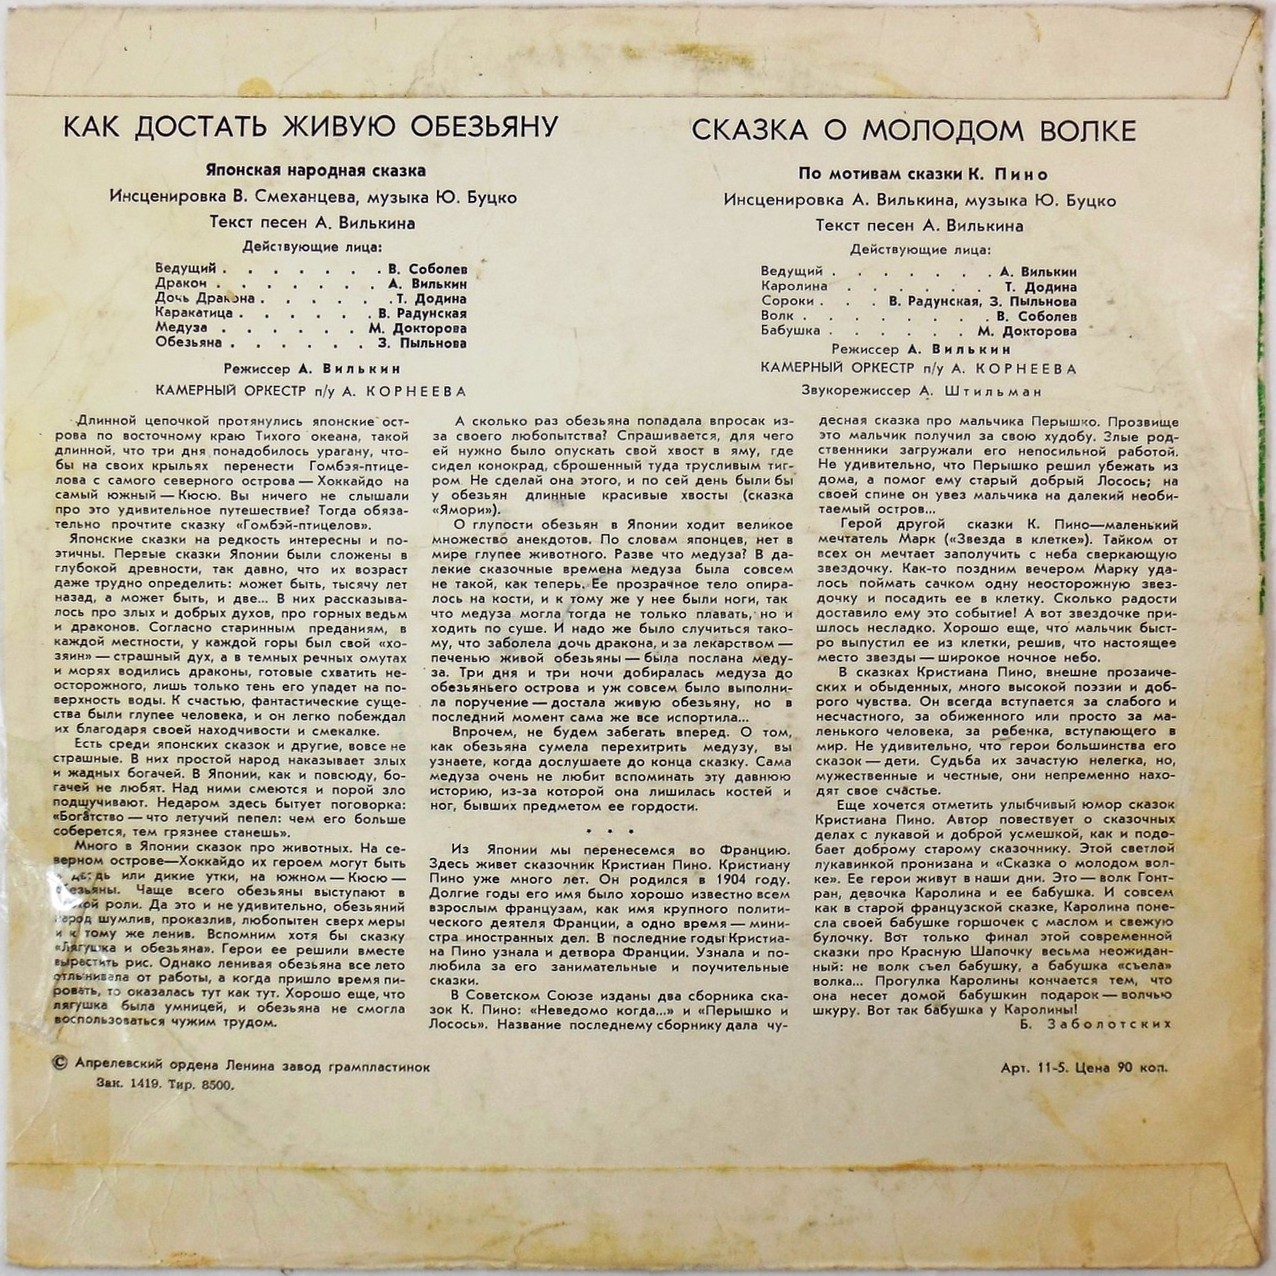 КАК ДОСТАТЬ ЖИВУЮ ОБЕЗЬЯНУ
Японская народная сказка
Инсценировка В. Смеханцева, музыка Ю. Буцко
Текст песен А. Вилькина
Действующие лица:
Ведущий . . . . . . . В. Соболев
Дракон . . . . . . . А. Вилькин
Дочь Дракона . . . . . Т. Додина
Каракатица . . . . . . В. Радунская
Медуза . . . . . . М. Докторова
Обезьяна . . . . . . З. Пыльнова
Режиссер А. Вилькин
КАМЕРНЫЙ ОРКЕСТР п/у А. КОРНЕЕВА
СКАЗКА О МОЛОДОМ ВОЛКЕ
По мотивам сказки К. Пино
Инсценировка А. Вилькина, музыка Ю. Буцко
Текст песен А. Вилькина
Действующие лица:
Ведущий . . . . . . . А. Вилькин
Каролина . . . . . . Т. Додина
Сороки . . . В. Радунская, З. Пыльнова
Волк . . . . . . . . В. Соболев
Бабушка . . . . . . М. Докторова
Режиссер А. Вилькин
КАМЕРНЫЙ ОРКЕСТР п/у А. КОРНЕЕВА
Звукорежиссер А. Штильман
Длинной цепочкой протянулись японские ост-
рова по восточному краю Тихого океана, такой
длинной, что три дня понадобилось урагану, что-
бы на своих крыльях перенести Гомбэя-птице-
лова с самого северного острова — Хоккайдо на
самый южный — Кюсю. Вы ничего не слышали
про это удивительное путешествие? Тогда обяза-
тельно прочтите сказку «Гомбэй-птицелов».
Японские сказки на редкость интересны и по-
этичны. Первые сказки Японии были сложены в
глубокой древности, так давно, что их возраст
даже трудно определить: может быть, тысячу лет
назад, а может быть, и две... В них рассказыва-
лось про злых и добрых духов, про горных ведьм
и драконов. Согласно старинным преданиям, в
каждой местности, у каждой горы был свой «хо-
зяин» — страшный дух, а в темных речных омутах
и морях водились драконы, готовые схватить не-
осторожного, лишь только тень его упадет на по-
верхность воды. К счастью, фантастические суще-
ства были глупее человека, и он легко побеждал
их благодаря своей находчивости и смекалке.
Есть среди японских сказок и другие, вовсе не
страшные. В них простой народ наказывает злых
и жадных богачей. В Японии, как и повсюду, бо-
гачей не любят. Над ними смеются и порой зло
подшучивают. Недаром здесь бытует поговорка:
«Богатство — что летучий пепел: чем его больше
соберется, тем грязнее станешь».
Много в Японии сказок про животных. На се-
верном острове—Хоккайдо их героем могут быть
или дикие утки, на южном — Кюсю —
обезьяны. Чаще всего обезьяны выступают в
роли. Да это и не удивительно, обезьяний
народ шумлив, проказлив, любопытен сверх меры
и к тому же ленив. Вспомним хотя бы сказку
«Лягушка и обезьяна». Герои ее решили вместе
вырастить рис. Однако ленивая обезьяна все лето
отлынивала от работы, а когда пришло время пи-
ровать, то оказалась тут как тут. Хорошо еще, что
лягушка была умницей, и обезьяна не смогла
воспользоваться чужим трудом.
А сколько раз обезьяна попадала впросак из-
за своего любопытства? Спрашивается, для чего
ей нужно было опускать свой хвост в яму, где
сидел конокрад, сброшенный туда трусливым тиг-
ром. Не сделай она этого, и по сей день были бы
у обезьян длинные красивые хвосты (сказка
«Ямори»).
О глупости обезьян в Японии ходит великое
множество анекдотов. По словам японцев, нет в
мире глупее животного. Разве что медуза? В да-
лекие сказочные времена медуза была совсем
не такой, как теперь. Ее прозрачное тело опира-
лось на кости, и к тому же у нее были ноги, так
что медуза могла тогда не только плавать, но и
ходить по суше. И надо же было случиться тако-
му, что заболела дочь дракона, и за лекарством —
печенью живой обезьяны — была послана меду-
за. Три дня и три ночи добиралась медуза до
обезьяньего острова и уж совсем было выполни-
ла поручение — достала живую обезьяну, но в
последний момент сама же все испортила...
Впрочем, не будем забегать вперед. О том,
как обезьяна сумела перехитрить медузу, вы
узнаете, когда дослушаете до конца сказку. Сама
медуза очень не любит вспоминать эту давнюю
историю, из-за которой она лишилась костей и
ног, бывших предметом ее гордости.
• • •
Из Японии мы перенесемся во Францию.
Здесь живет сказочник Кристиан Пино. Кристиану
Пино уже много лет. Он родился в 1904 году.
Долгие годы его имя было хорошо известно всем
взрослым французам, как имя крупного полити-
ческого деятеля Франции, а одно время — мини-
стра иностранных дел. В последние годы Кристиа-
на Пино узнала и детвора Франции. Узнала и по-
любила за его занимательные и поучительные
сказки.
В Советском Союзе изданы два сборника ска-
зок К. Пино: «Неведомо когда...» и «Перышко и
Лосось». Название последнему сборнику дала чу-
десная сказка про мальчика Перышко. Прозвище
это мальчик получил за свою худобу. Злые род-
ственники загружали его непосильной работой.
Не удивительно, что Перышко решил убежать из
дома, а помог ему старый добрый Лосось; на
своей спине он увез мальчика на далекий необи-
таемый остров...
Герой другой сказки К. Пино—маленький
мечтатель Марк («Звезда в клетке»). Тайком от
всех он мечтает заполучить с неба сверкающую
звездочку. Как-то поздним вечером Марку уда-
лось поймать сачком одну неосторожную звез-
дочку и посадить ее в клетку. Сколько радости
доставило ему это событие! А вот звездочке при-
шлось несладко. Хорошо еще, что мальчик быст-
ро выпустил ее из клетки, решив, что настоящее
место звезды — широкое ночное небо.
В сказках Кристиана Пино, внешне прозаиче-
ских и обыденных, много высокой поэзии и доб-
рого чувства. Он всегда вступается за слабого и
несчастного, за обиженного или просто за ма-
ленького человека, за ребенка, вступающего в
мир. Не удивительно, что герои большинства его
сказок — дети. Судьба их зачастую нелегка, но,
мужественные и честные, они непременно нахо-
дят свое счастье.
Еще хочется отметить улыбчивый юмор сказок
Кристиана Пино. Автор повествует о сказочных
делах с лукавой и доброй усмешкой, как и подо-
бает доброму старому сказочнику. Этой светлой
лукавинкой пронизана и «Сказка о молодом вол-
ке». Ее герои живут в наши дни. Это — волк Гонт-
ран, девочка Каролина и ее бабушка. И совсем
как в старой французской сказке, Каролина поне-
сла своей бабушке горшочек с маслом и свежую
булочку. Вот только финал этой современной
сказки про Красную Шапочку весьма неожидан-
ный: не волк съел бабушку, а бабушка «съела»
волка... Прогулка Каролины кончается тем, что
она несет домой бабушкин подарок — волчью
шкуру. Вот так бабушка у Каролины!
Б. Заболотских
© Апрелевский ордена Ленина завод грампластинок
Зак. 1419. Тир. 8500.
Арт. 11-5. Цена 90 коп.